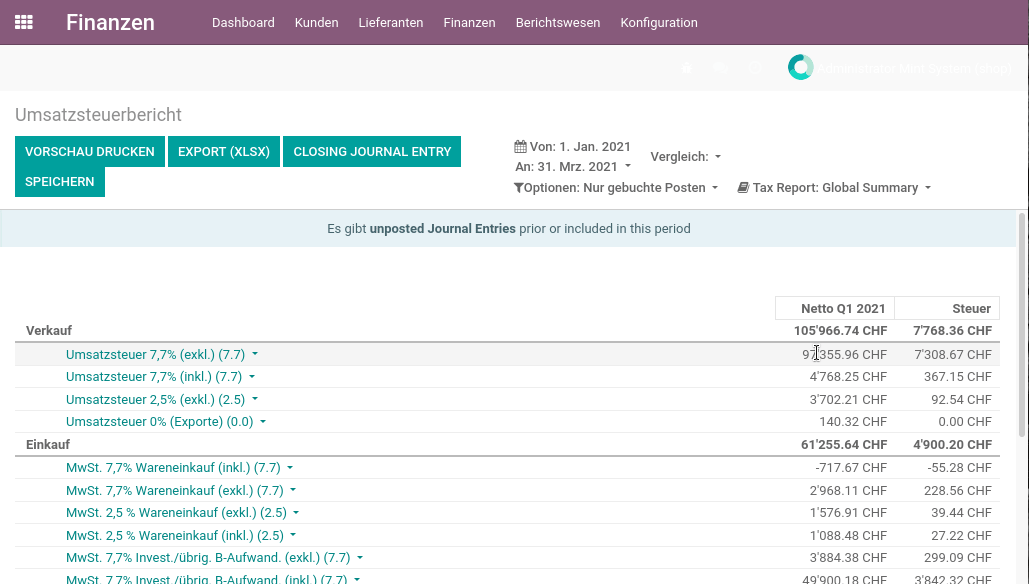 Finanzen
Dashboard Kunden Lieferanten Finanzen Berichtswesen Konfiguration
Administrator Mint System (shop)
Umsatzsteuerbericht
VORSCHAU DRUCKEN EXPORT (XLSX) CLOSING JOURNAL ENTRY
SPEICHERN
Von: 1. Jan. 2021
An: 31. Mrz. 2021
Vergleich:
Optionen: Nur gebuchte Posten
Tax Report: Global Summary
Es gibt unposted Journal Entries prior or included in this period
Netto Q1 2021 Steuer
Verkauf 105'966.74 CHF 7'768.36 CHF
Umsatzsteuer 7,7% (exkl.) (7.7) 97'355.96 CHF 7'308.67 CHF
Umsatzsteuer 7,7% (inkl.) (7.7) 4'768.25 CHF 367.15 CHF
Umsatzsteuer 2,5% (exkl.) (2.5) 3'702.21 CHF 92.54 CHF
Umsatzsteuer 0% (Exporte) (0.0) 140.32 CHF 0.00 CHF
Einkauf 61'255.64 CHF 4'900.20 CHF
MwSt. 7,7% Wareneinkauf (inkl.) (7.7) -717.67 CHF -55.28 CHF
MwSt. 7,7% Wareneinkauf (exkl.) (7.7) 2'968.11 CHF 228.56 CHF
MwSt. 2,5 % Wareneinkauf (exkl.) (2.5) 1'576.91 CHF 39.44 CHF
MwSt. 2,5 % Wareneinkauf (inkl.) (2.5) 1'088.48 CHF 27.22 CHF
MwSt. 7,7% Invest./übrig. B-Aufwand. (exkl.) (7.7) 3'884.38 CHF 299.09 CHF
MwSt. 7,7% Invest./übrig. B-Aufwand. (inkl.) (7.7) 49'900.18 CHF 3'842.32 CHF